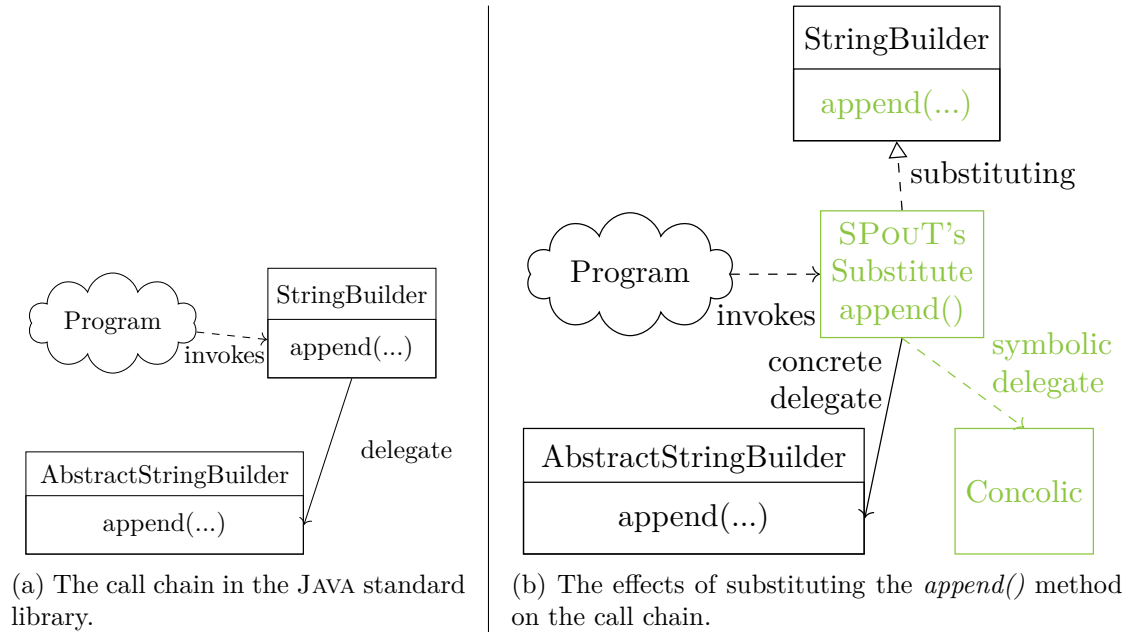 Program
invokes
StringBuilder
append(...)
delegate
AbstractStringBuilder
append(...)
(a) The call chain in the JAVA standard
library.
StringBuilder
append(...)
substituting
Program
invokes
SPOUT's
Substitute
append()
concrete
delegate
symbolic
delegate
AbstractStringBuilder
append(...)
Concolic
(b) The effects of substituting the append() method
on the call chain.